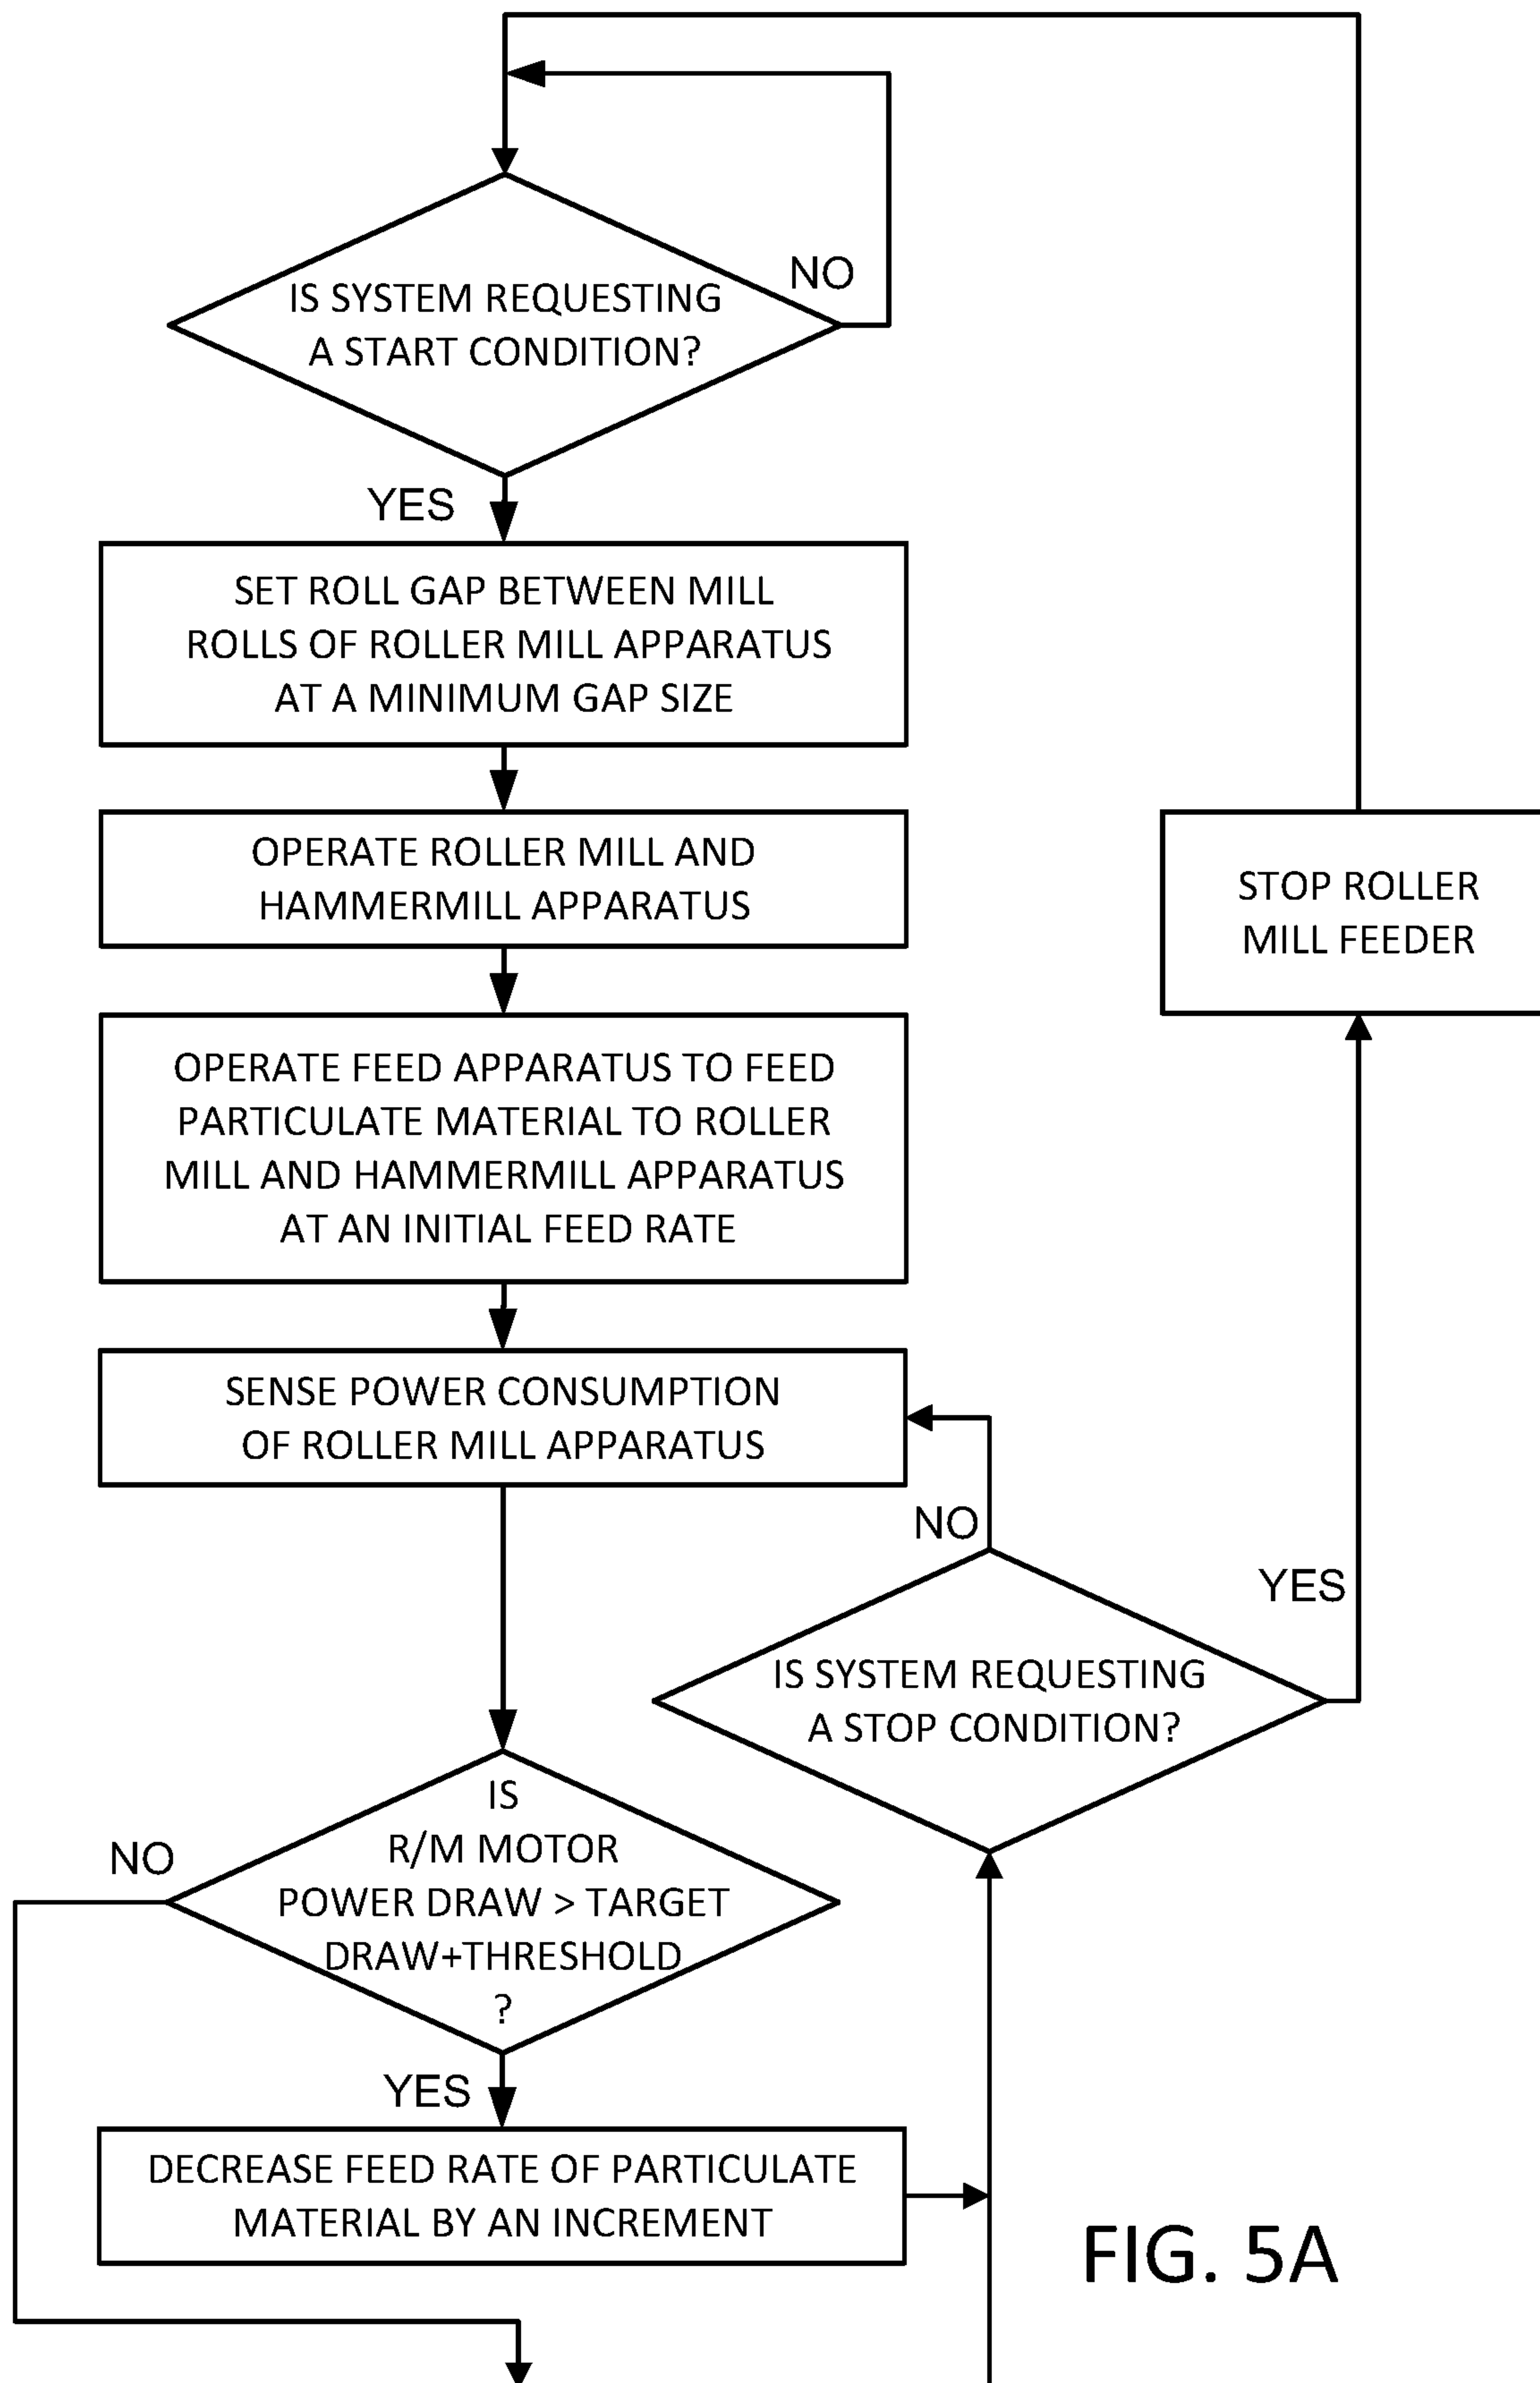 IS SYSTEM REQUESTING
A START CONDITION?
NO
YES
SET ROLL GAP BETWEEN MILL
ROLLS OF ROLLER MILL APPARATUS
AT A MINIMUM GAP SIZE
OPERATE ROLLER MILL AND
HAMMERMILL APPARATUS
STOP ROLLER
MILL FEEDER
OPERATE FEED APPARATUS TO FEED
PARTICULATE MATERIAL TO ROLLER
MILL AND HAMMERMILL APPARATUS
AT AN INITIAL FEED RATE
SENSE POWER CONSUMPTION
OF ROLLER MILL APPARATUS
NO
YES
IS SYSTEM REQUESTING
A STOP CONDITION?
IS
R/M MOTOR
POWER DRAW > TARGET
DRAW+THRESHOLD
?
NO
YES
DECREASE FEED RATE OF PARTICULATE
MATERIAL BY AN INCREMENT
FIG. 5A